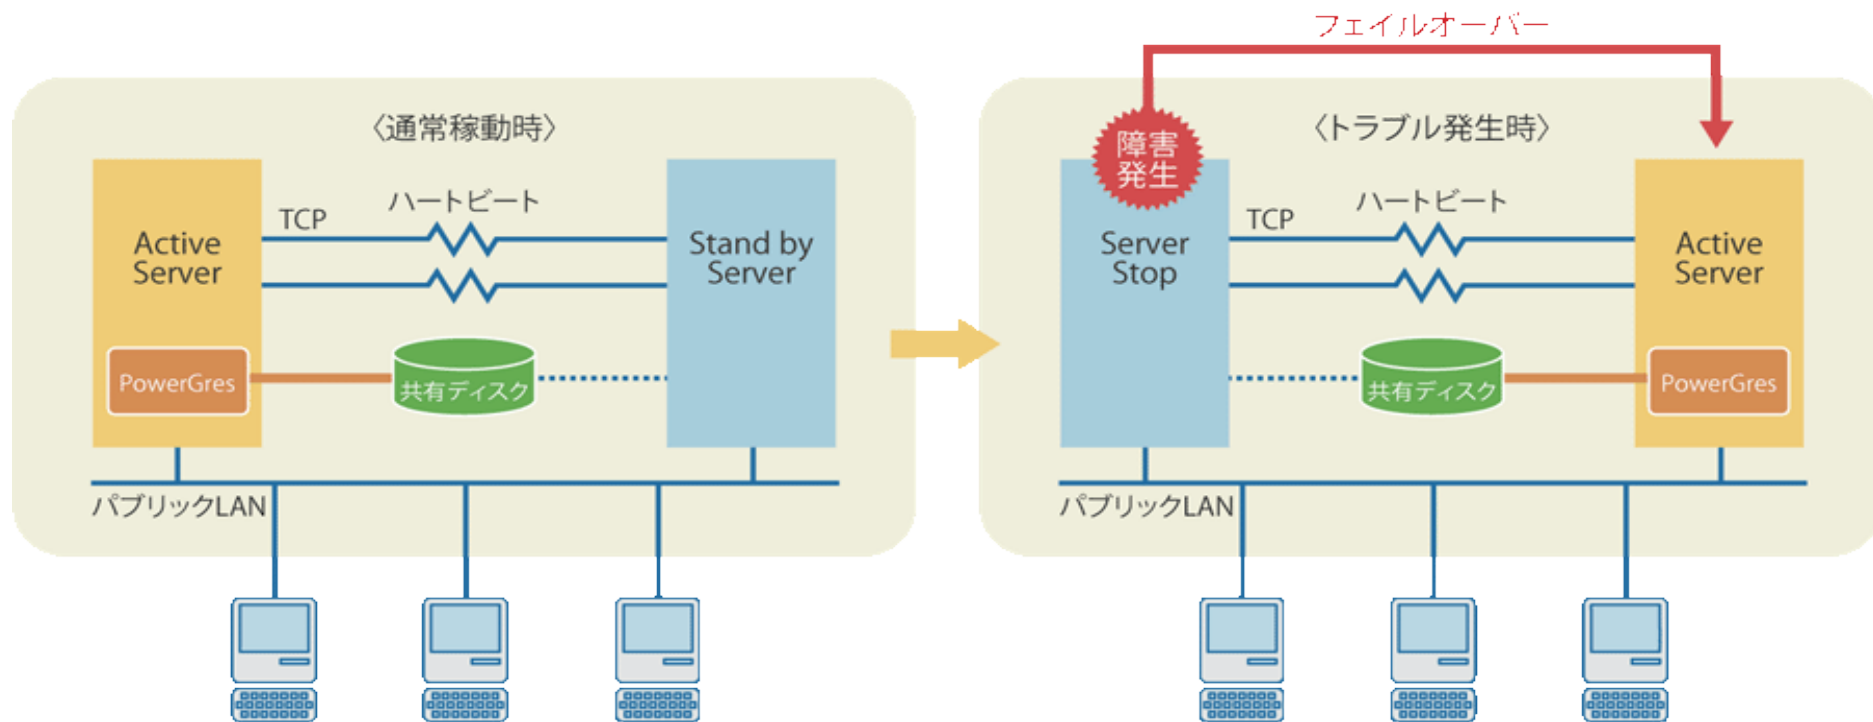 〈通常稼動時〉
Active
Server
TCP
ハートビート
Stand by
Server
PowerGres
共有ディスク
パブリックLAN
フェイルオーバー
〈トラブル発生時〉
障害
発生
Server
Stop
TCP
ハートビート
Active
Server
共有ディスク
PowerGres
パブリックLAN